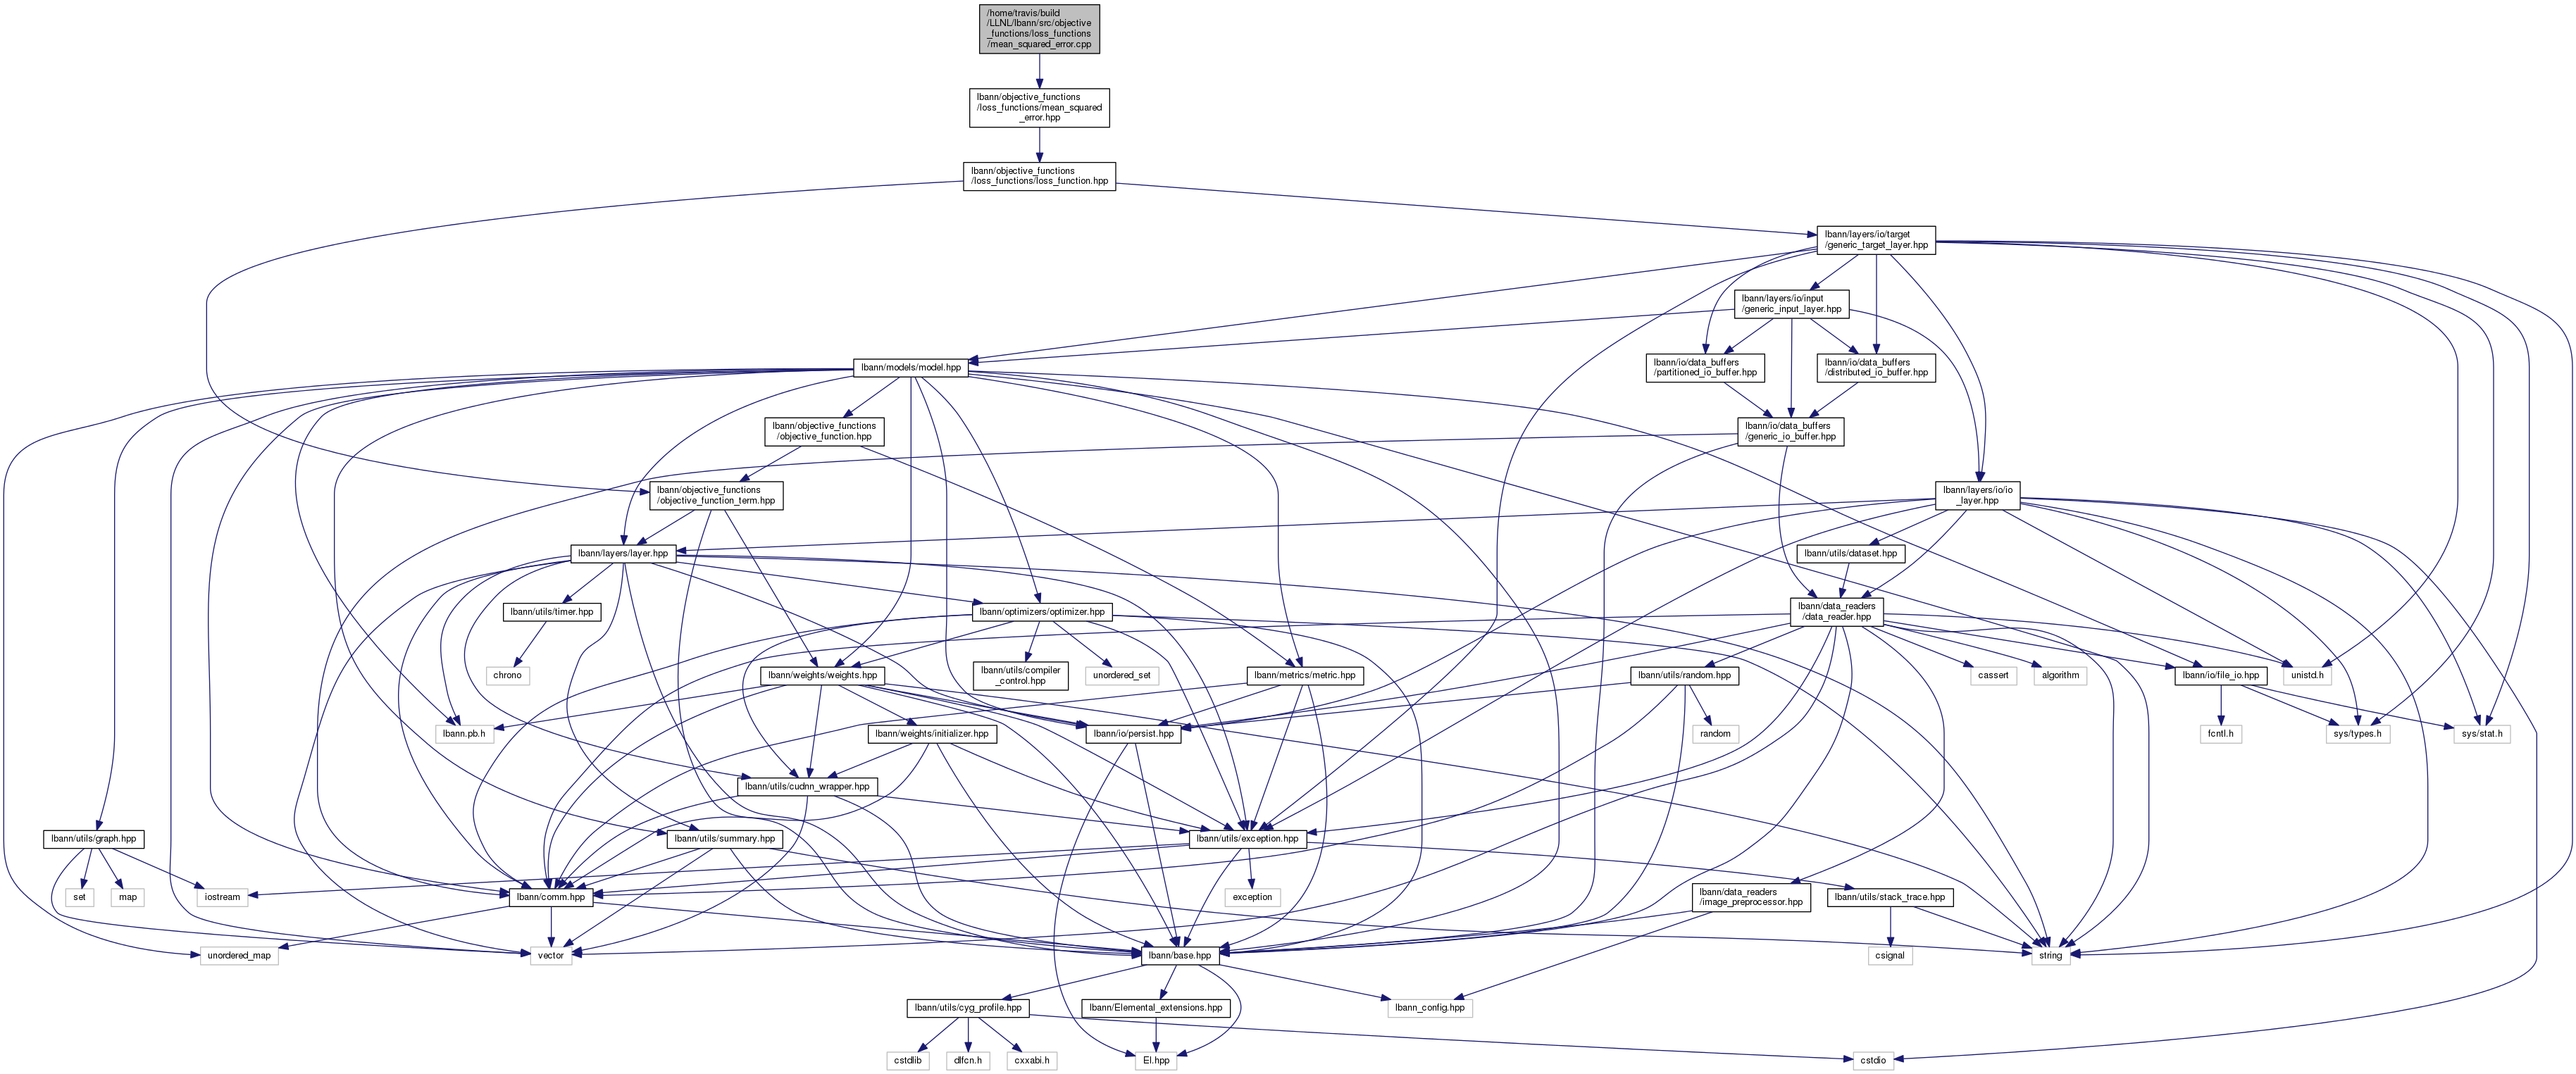 /home/travis/build
/LLNL/lbann/src/objective
_functions/loss_functions
/mean_squared_error.cpp
lbann/objective_functions
/loss_functions/mean_squared
_error.hpp
lbann/objective_functions
/loss_functions/loss_function.hpp
lbann/layers/io/target
/generic_target_layer.hpp
lbann/layers/io/input
/generic_input_layer.hpp
lbann/models/model.hpp
lbann/io/data_buffers
/partitioned_io_buffer.hpp
lbann/io/data_buffers
/distributed_io_buffer.hpp
lbann/objective_functions
/objective_function.hpp
lbann/io/data_buffers
/generic_io_buffer.hpp
lbann/objective_functions
/objective_function_term.hpp
lbann/layers/io/io
_layer.hpp
lbann/layers/layer.hpp
lbann/utils/dataset.hpp
lbann/utils/timer.hpp
lbann/optimizers/optimizer.hpp
lbann/data_readers
/data_reader.hpp
chrono
lbann/weights/weights.hpp
lbann/utils/compiler
_control.hpp
unordered_set
lbann/metrics/metric.hpp
lbann/utils/random.hpp
cassert
algorithm
lbann/io/file_io.hpp
unistd.h
lbann.pb.h
lbann/weights/initializer.hpp
lbann/io/persist.hpp
random
fcntl.h
sys/types.h
sys/stat.h
lbann/utils/cudnn_wrapper.hpp
lbann/utils/graph.hpp
lbann/utils/summary.hpp
lbann/utils/exception.hpp
set
map
iostream
lbann/comm.hpp
exception
lbann/data_readers
/image_preprocessor.hpp
lbann/utils/stack_trace.hpp
unordered_map
vector
lbann/base.hpp
csignal
string
lbann/utils/cyg_profile.hpp
lbann/Elemental_extensions.hpp
lbann_config.hpp
cstdlib
dlfcn.h
cxxabi.h
El.hpp
cstdio